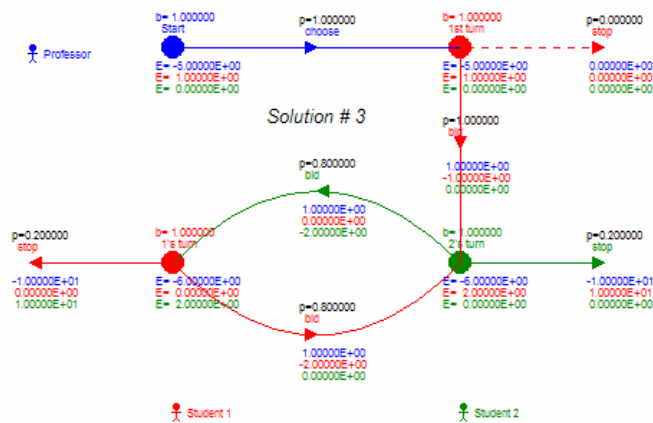 b= 1.000000
Start
p=1.000000
choose
b= 1.000000
1st turn
p=0.000000
stop
Professor
E= -5.00000E+00
E= 1.00000E+00
E= 0.00000E+00
E= -5.00000E+00
E= 1.00000E+00
E= 0.00000E+00
0.00000E+00
0.00000E+00
0.00000E+00
Solution # 3
p=1.000000
bid
1.00000E+00
-1.00000E+00
0.00000E+00
p=0.800000
bid
1.00000E+00
0.00000E+00
-2.00000E+00
p=0.200000
stop
b= 1.000000
1's turn
b= 1.000000
2's turn
p=0.200000
stop
-1.00000E+01
0.00000E+00
1.00000E+01
E= -6.00000E+00
E= 0.00000E+00
E= 2.00000E+00
p=0.800000
bid
E= -6.00000E+00
E= 2.00000E+00
E= 0.00000E+00
-1.00000E+01
1.00000E+01
0.00000E+00
1.00000E+00
-2.00000E+00
0.00000E+00
Student 1
Student 2